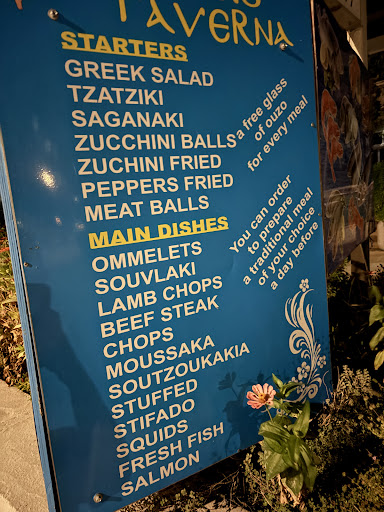 TAVERNA
STARTERS
GREEK SALAD
TZATZIKI
SAGANAKI
ZUCCHINI BALLS
ZUCHINI FRIED
PEPPERS FRIED
MEAT BALLS
a free glass
of ouzo
for every meal
MAIN DISHES
OMMELETS
SOUVLAKI
LAMB CHOPS
BEEF STEAK
CHOPS
MOUSSAKA
SOUTZOUKAKIA
STUFFED
STIFADO
SQUIDS
FRESH FISH
SALMON
You can order
to prepare
a traditional meal
of your choice
a day before